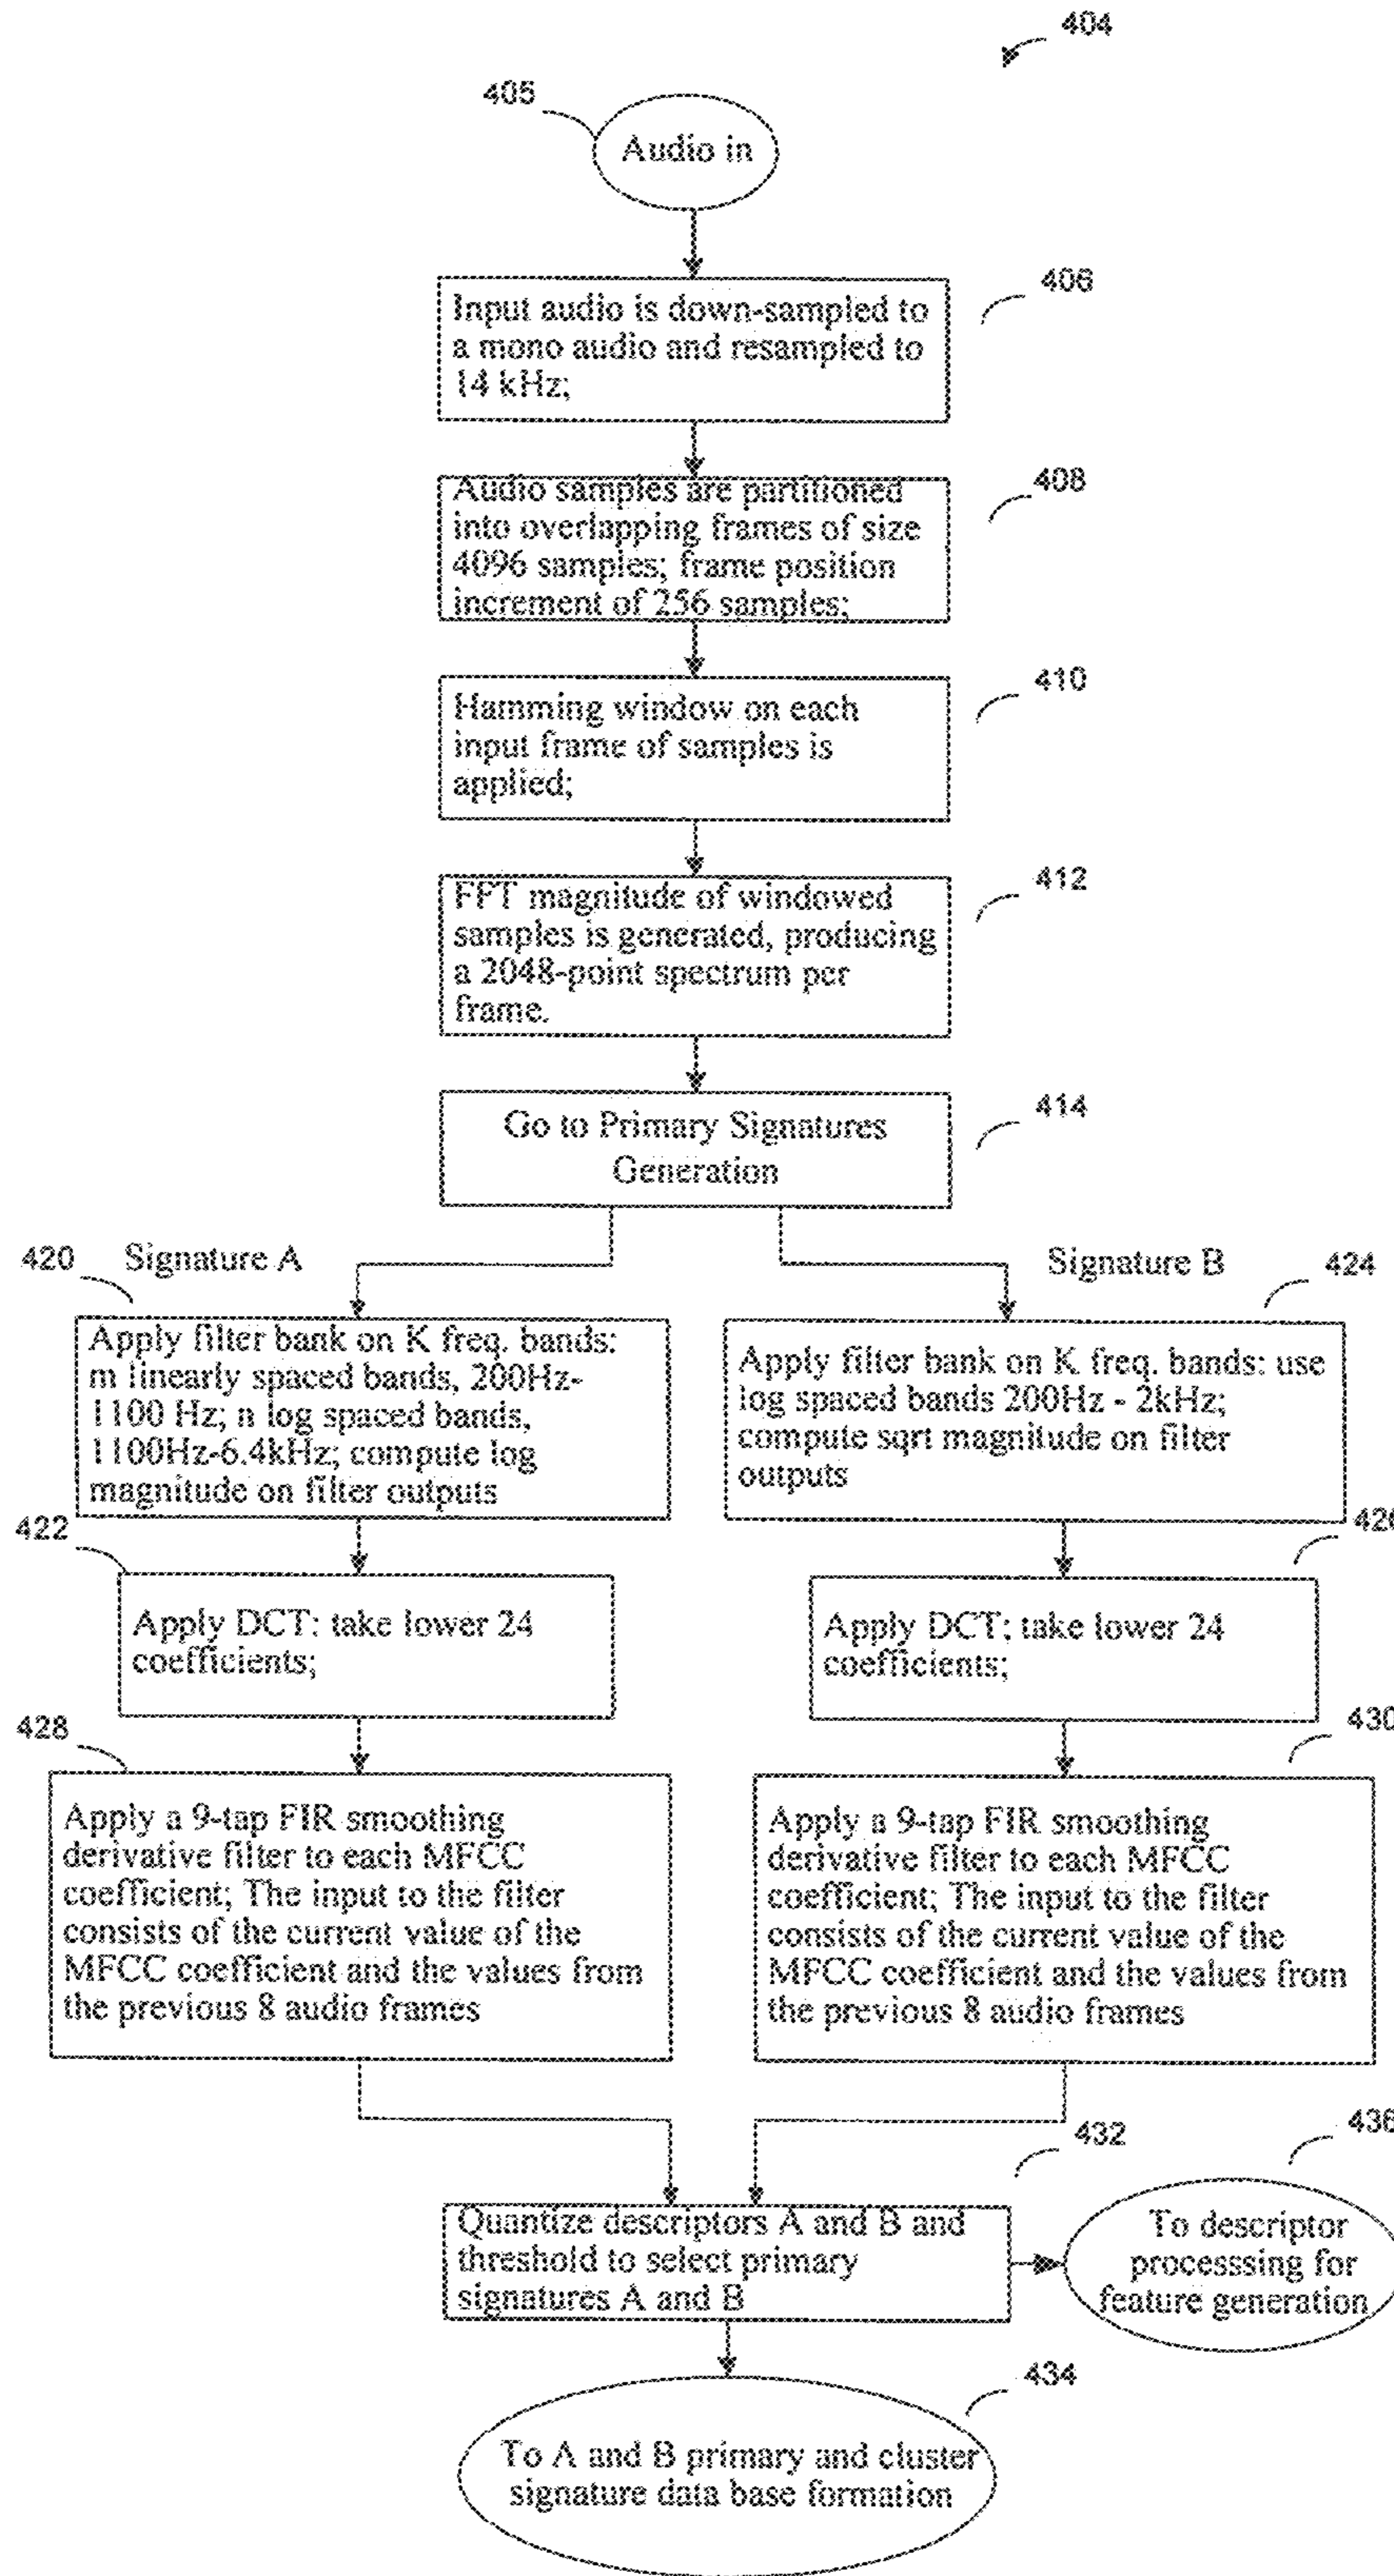 404
405
Audio in
406
Input audio is down-sampled to
a mono audio and resampled to
14 kHz;
408
Audio samples are partitioned
into overlapping frames of size
4096 samples; frame position
increment of 256 samples;
410
Hamming window on each
input frame of samples is
applied;
412
FPT magnitude of windowed
samples is generated, producing
a 2048-point spectrum per
frame.
414
Go to Primary Signatures
Generation
420
Signature A
Signature B
424
Apply filter bank on K freq. bands:
m linearly spaced bands, 200Hz-
1100 Hz; n log spaced bands,
1100Hz-6.4kHz; compute log
magnitude on filter outputs
Apply filter bank on K freq. bands: use
log spaced bands 200Hz - 2kHz;
compute sqrt magnitude on filter
outputs
422
426
Apply DCT; take lower 24
coefficients;
Apply DCT; take lower 24
coefficients;
428
430
Apply a 9-tap FIR smoothing
derivative filter to each MFCC
coefficient; The input to the filter
consists of the current value of the
MFCC coefficient and the values from
the previous 8 audio frames
Apply a 9-tap FIR smoothing
derivative filter to each MFCC
coefficient; The input to the filter
consists of the current value of the
MFCC coefficient and the values from
the previous 8 audio frames
432
436
Quantize descriptors A and B and
threshold to select primary
signatures A and B
To descriptor
processsing for
feature generation
434
To A and B primary and cluster
signature data base formation